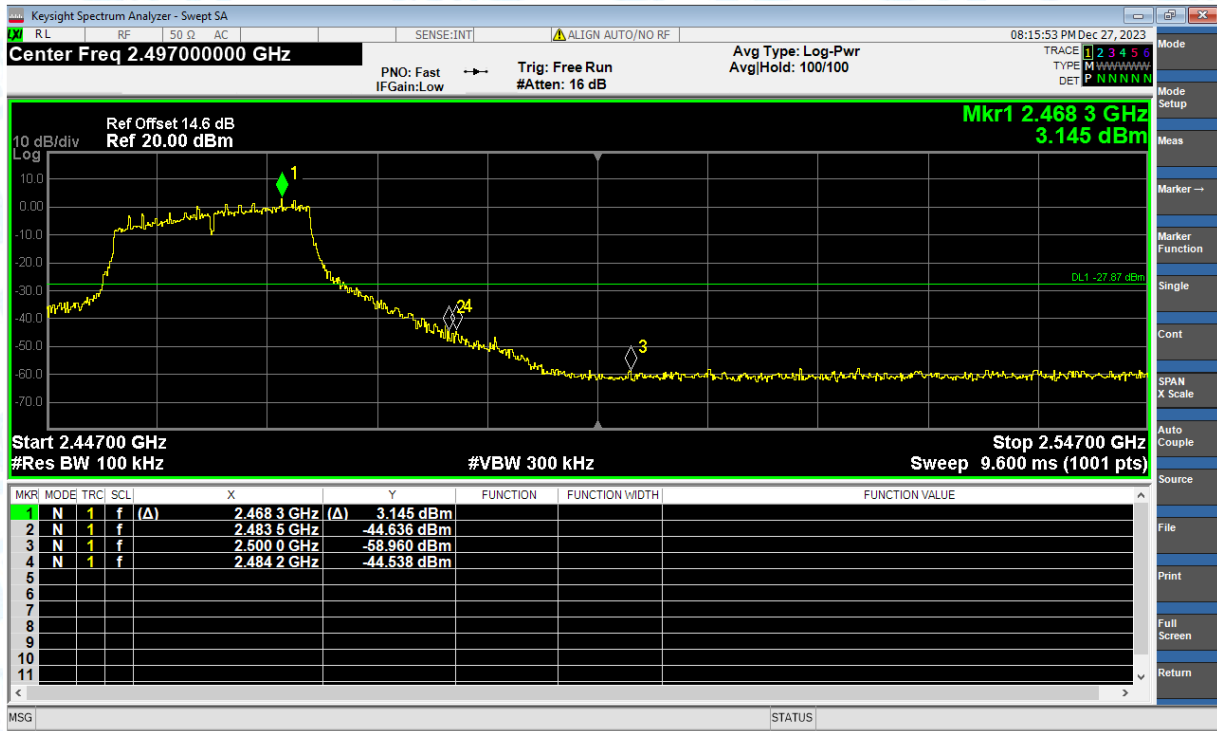 Keysight Spectrum Analyzer - Swept SA
LXI RL RF 50 Ω AC SENSE:INT ALIGN AUTO/NO RF 08:15:53 PM Dec 27, 2023
Center Freq 2.497000000 GHz
PNO: Fast
IFGain:Low
Trig: Free Run
#Atten: 16 dB
Avg Type: Log-Pwr
Avg|Hold: 100/100
TRACE 1 2 3 4 5 6
TYPE M WWWWW
DET P N N N N N
Mkr1 2.468 3 GHz
3.145 dBm
Ref Offset 14.6 dB
10 dB/div Ref 20.00 dBm
Log
10.0
0.00
-10.0
-20.0
-30.0
-40.0
-50.0
-60.0
-70.0
1
24
3
DL1 -27.87 dBm
Start 2.44700 GHz Stop 2.54700 GHz
#Res BW 100 kHz #VBW 300 kHz Sweep 9.600 ms (1001 pts)
MKR MODE TRC SCL X Y FUNCTION FUNCTION WIDTH FUNCTION VALUE
1 N 1 f (Δ) 2.468 3 GHz (Δ) 3.145 dBm
2 N 1 f 2.483 5 GHz -44.636 dBm
3 N 1 f 2.500 0 GHz -58.960 dBm
4 N 1 f 2.484 2 GHz -44.538 dBm
5
6
7
8
9
10
11
MSG STATUS
Mode
Mode
Setup
Meas
Marker →
Marker
Function
Single
Cont
SPAN
X Scale
Auto
Couple
Source
File
Print
Full
Screen
Return